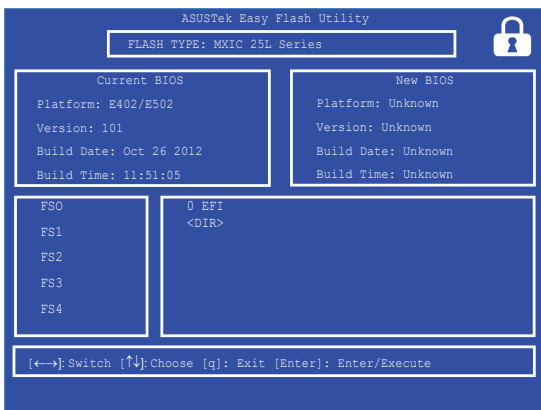 ASUSTek Easy Flash Utility
FLASH TYPE: MXIC 25L Series
Current BIOS
Platform: E402/E502
Version: 101
Build Date: Oct 26 2012
Build Time: 11:51:05
New BIOS
Platform: Unknown
Version: Unknown
Build Date: Unknown
Build Time: Unknown
FSO
FS1
FS2
FS3
FS4
0 EFI
<DIR>
[←→]: Switch [↑↓]: Choose [q]: Exit [Enter]: Enter/Execute